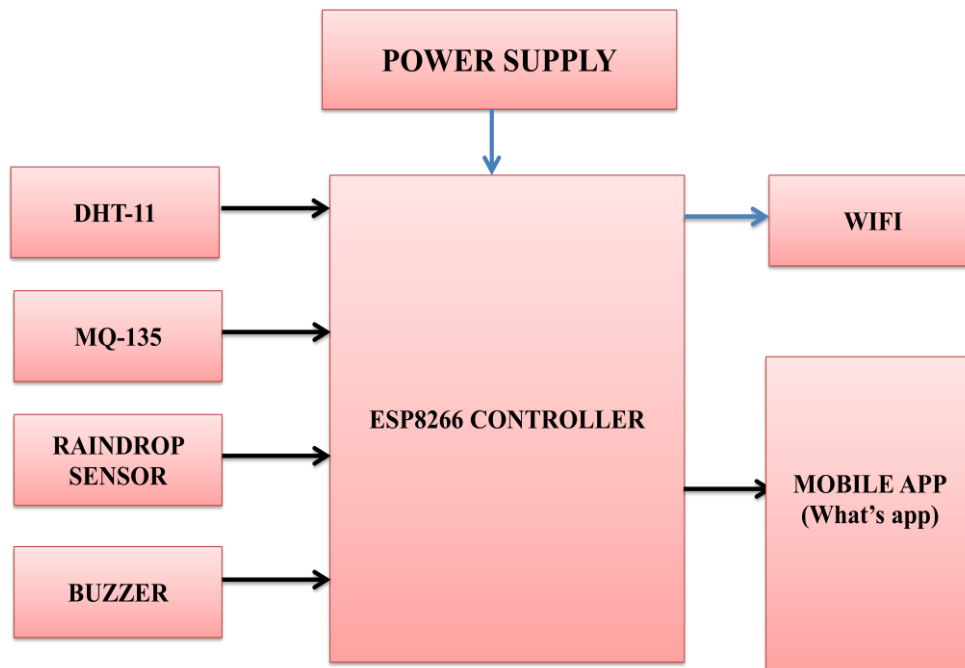 POWER SUPPLY
DHT-11
WIFI
MQ-135
ESP8266 CONTROLLER
RAINDROP
SENSOR
MOBILE APP
(What's app)
BUZZER